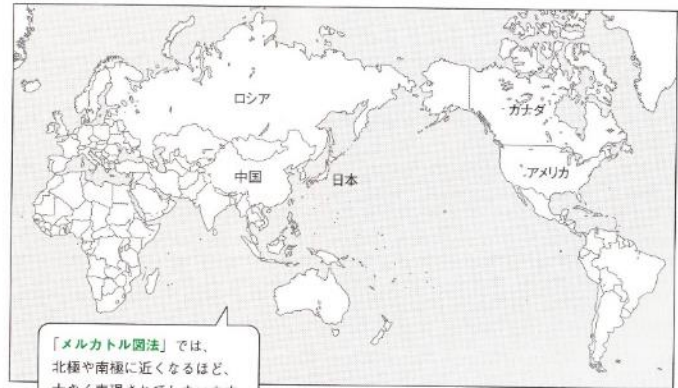 ロシア
カナダ
中国
日本
アメリカ
「メルカトル図法」では、
北極や南極に近くなるほど、